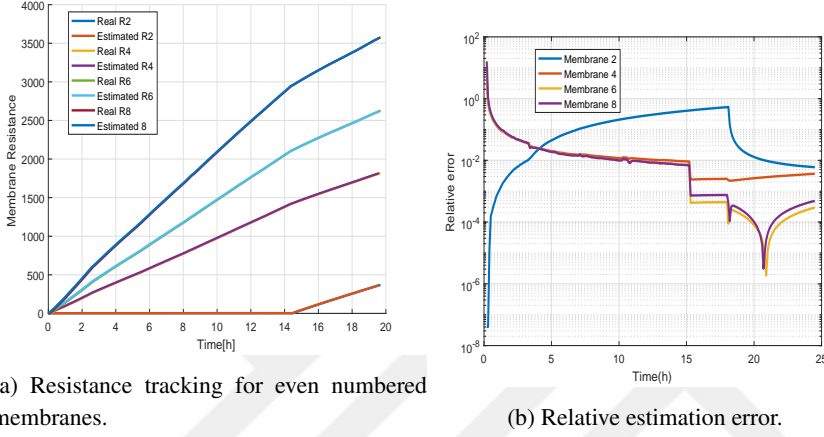 4000
3500
3000
2500
2000
1500
1000
500
0
Membrane Resistance
Real R2
Estimated R2
Real R4
Estimated R4
Real R6
Estimated R6
Real R8
Estimated 8
0 2 4 6 8 10 12 14 16 18 20
Time[h]
a) Resistance tracking for even numbered
membranes.
10^2
10^0
10^-2
10^-4
10^-6
10^-8
Relative error
Membrane 2
Membrane 4
Membrane 6
Membrane 8
0 5 10 15 20 25
Time(h)
(b) Relative estimation error.